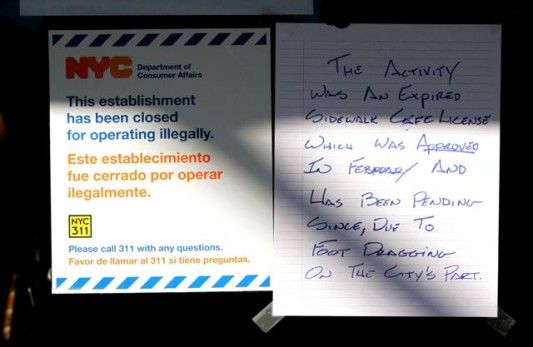 NYC Department of
Consumer Affairs
This establishment
has been closed
for operating illegally.
Este establecimiento
fue cerrado por operar
ilegalmente.
NYC
311
Please call 311 with any questions.
Favor de llamar al 311 si tiene preguntas.
THE ACTIVITY
WAS AN EXPIRED
SIDEWALK CAFE LICENSE
WHICH WAS APPROVED
IN FEBRUARY AND
HAS BEEN PENDING
SINCE, DUE TO
FOOT DRAGGING
ON THE CITY'S PART.